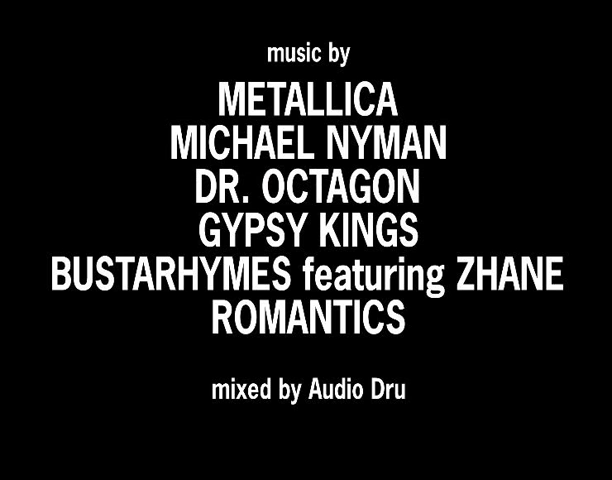 music by
METALLICA
MICHAEL NYMAN
DR. OCTAGON
GYPSY KINGS
BUSTARHYMES featuring ZHANE
ROMANTICS
mixed by Audio Dru